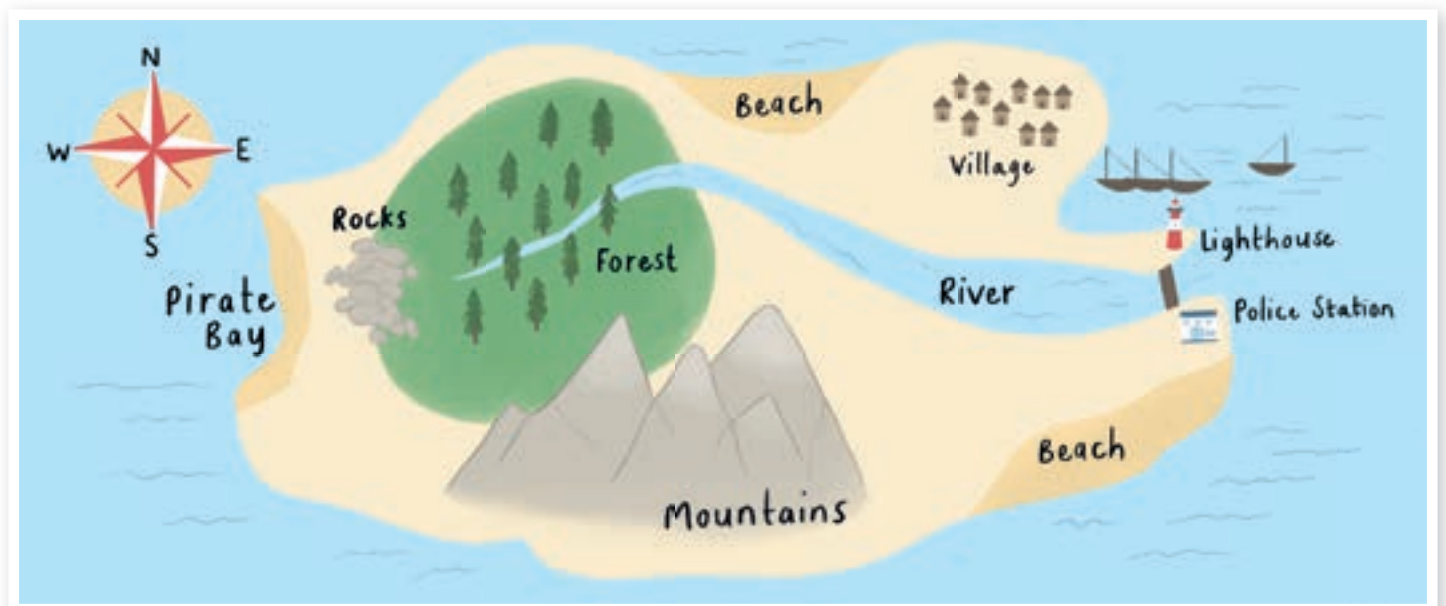 N
W
E
S
Beach
Village
Rocks
Forest
Lighthouse
Pirate
Bay
River
Police Station
Beach
Mountains